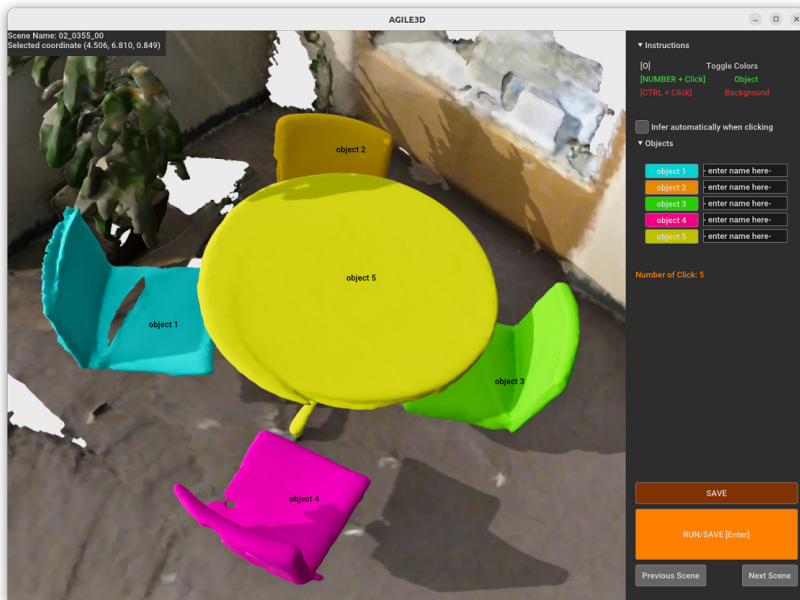 AGILE3D
Scene Name: 02_0355_00
Selected coordinate (4.506, 6.810, 0.849)
object 2
object 5
object 1
object 3
object 4
Instructions
[O] Toggle Colors
[NUMBER + Click] Object
[CTRL + Click] Background
Infer automatically when clicking
Objects
object 1 - enter name here-
object 2 - enter name here-
object 3 - enter name here-
object 4 - enter name here-
object 5 - enter name here-
Number of Click: 5
SAVE
RUN/SAVE [Enter]
Previous Scene Next Scene